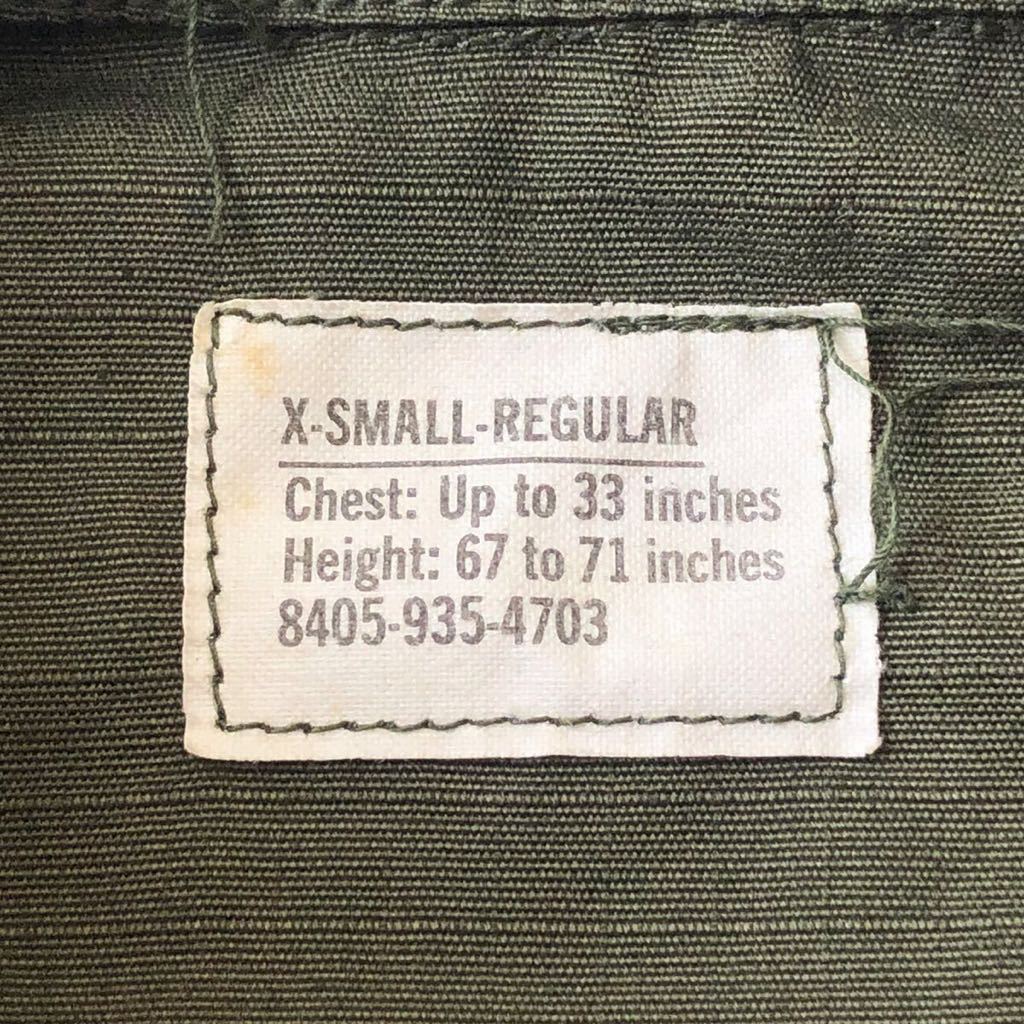 X-SMALL-REGULAR
Chest: Up to 33 inches
Height: 67 to 71 inches
8405-935-4703